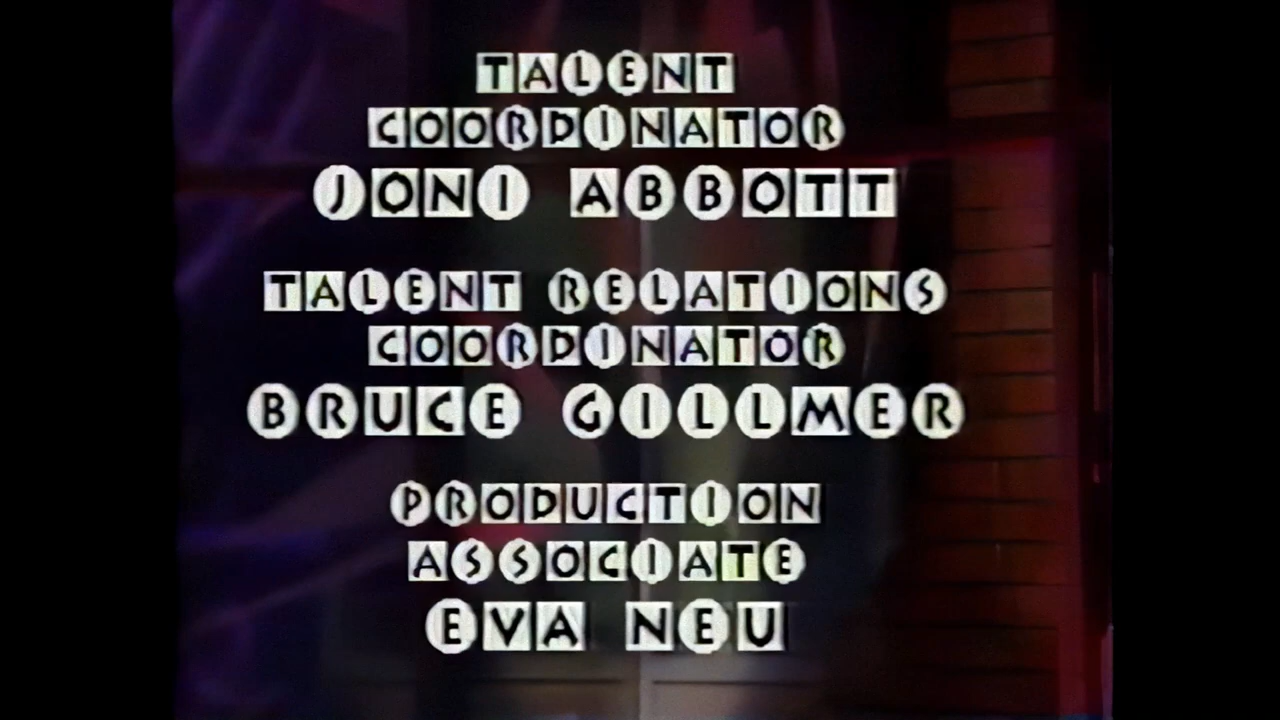 TALENT
COORDINATOR
JONI ABBOTT
TALENT RELATIONS
COORDINATOR
BRUCE GILLMER
PRODUCTION
ASSOCIATE
EVA NEU